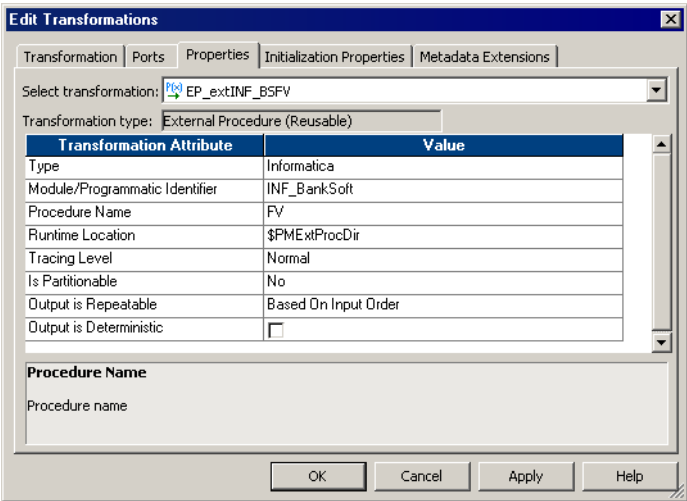 Edit Transformations
Transformation Ports Properties Initialization Properties Metadata Extensions
Select transformation: P(x) EP_extINF_BSFV
Transformation type: External Procedure (Reusable)
Transformation Attribute Value
Type Informatica
Module/Programmatic Identifier INF_BankSoft
Procedure Name FV
Runtime Location $PMExtProcDir
Tracing Level Normal
Is Partitionable No
Output is Repeatable Based On Input Order
Output is Deterministic
Procedure Name
Procedure name
OK Cancel Apply Help